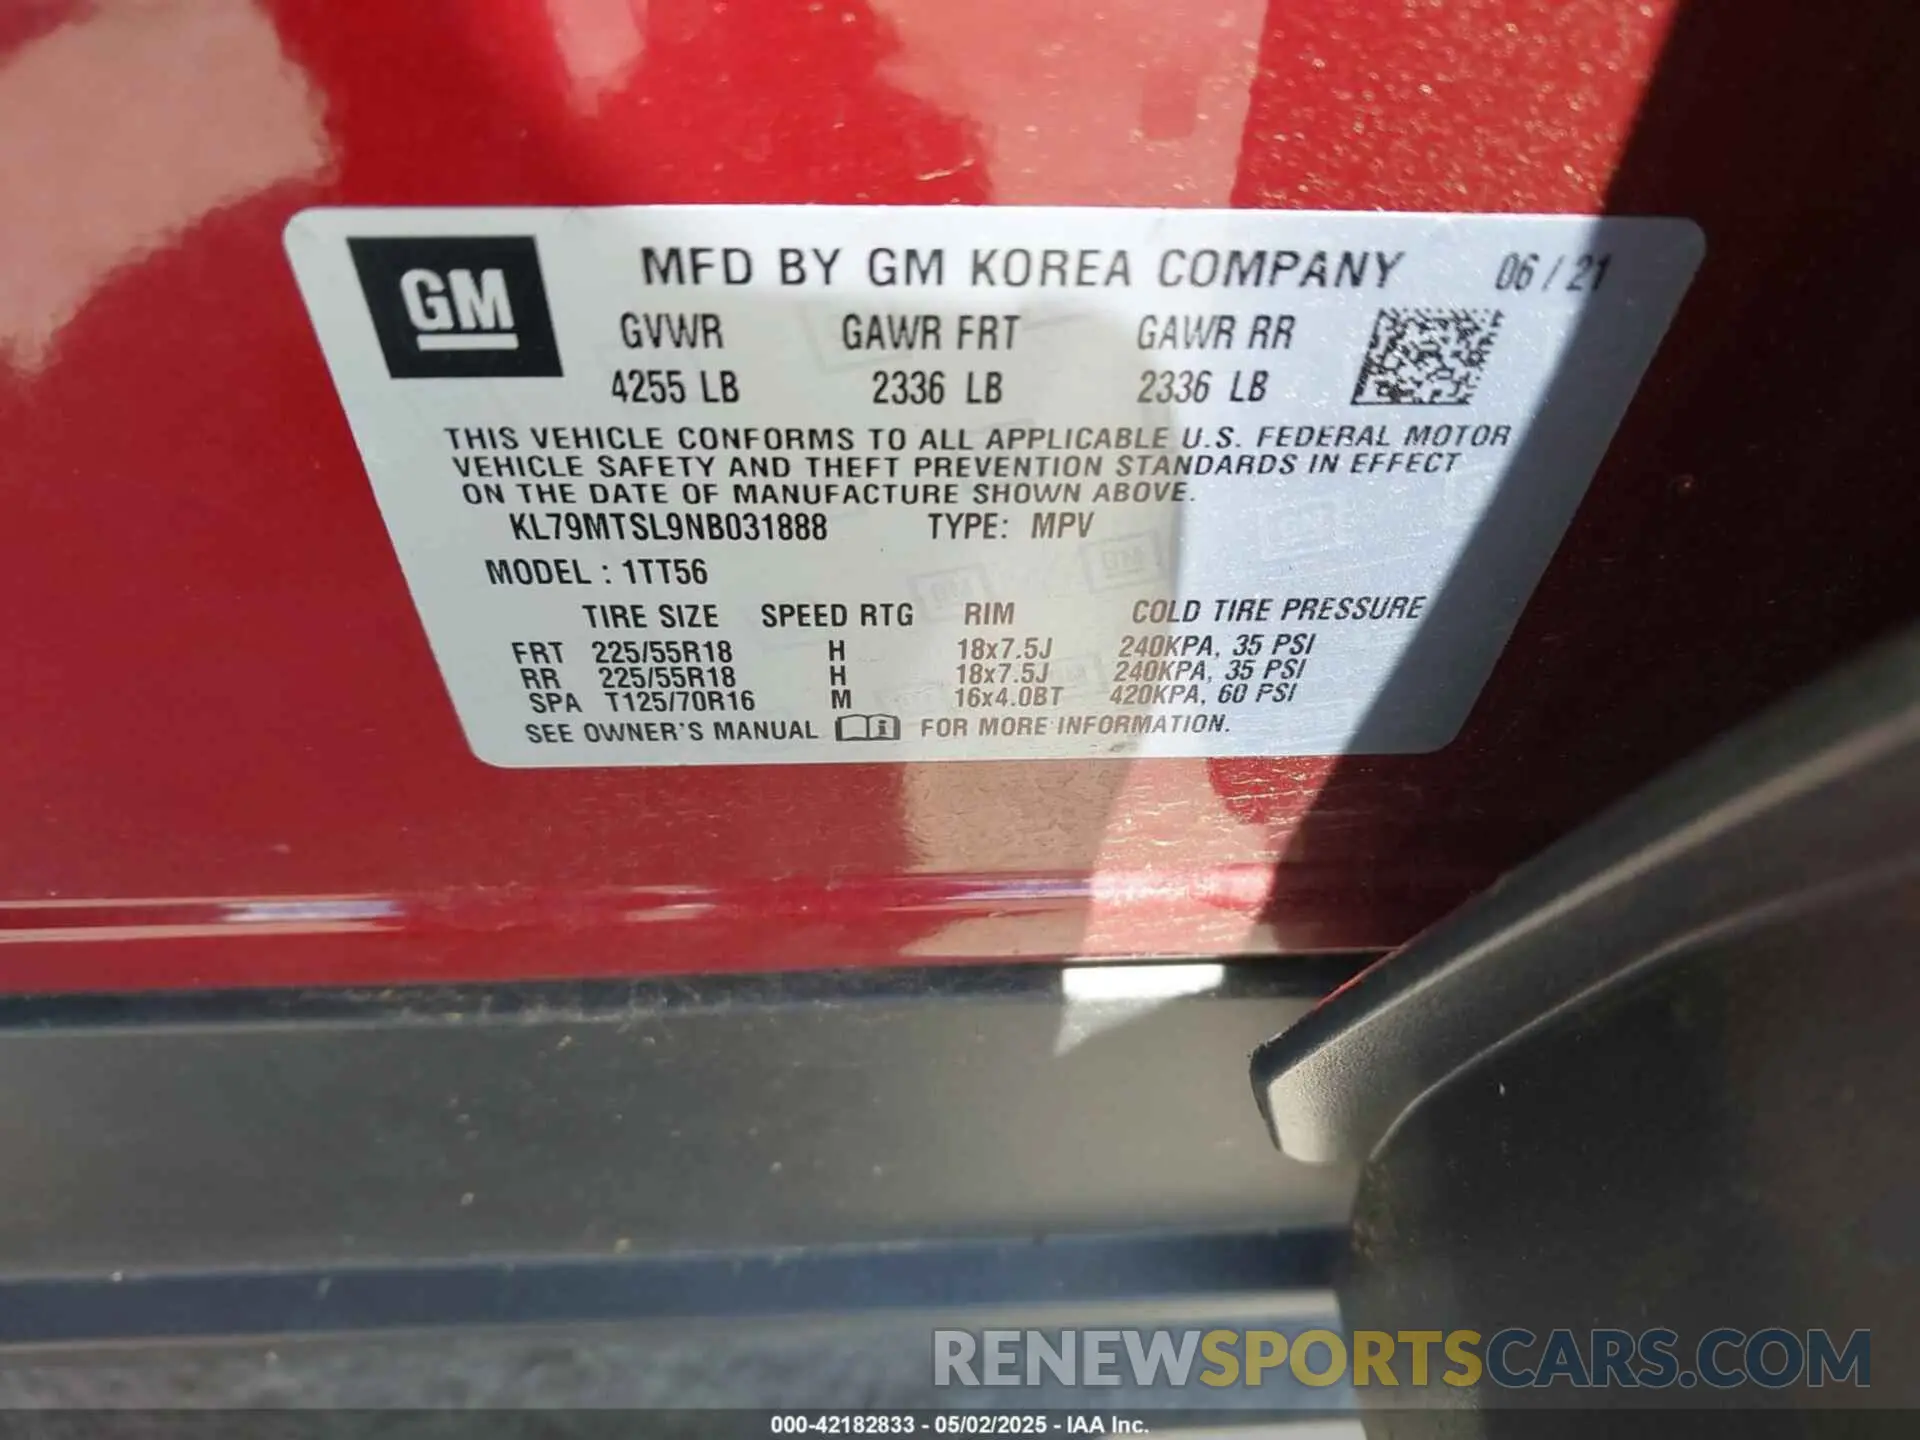 GM
MFD BY GM KOREA COMPANY 06 / 21
GVWR GAWR FRT GAWR RR
4255 LB 2336 LB 2336 LB
THIS VEHICLE CONFORMS TO ALL APPLICABLE U.S. FEDERAL MOTOR
VEHICLE SAFETY AND THEFT PREVENTION STANDARDS IN EFFECT
ON THE DATE OF MANUFACTURE SHOWN ABOVE.
KL79MTSL9NB031888 TYPE: MPV
MODEL : 1TT56
TIRE SIZE SPEED RTG RIM COLD TIRE PRESSURE
FRT 225/55R18 H 18x7.5J 240KPA, 35 PSI
RR 225/55R18 H 18x7.5J 240KPA, 35 PSI
SPA T125/70R16 M 16x4.0BT 420KPA, 60 PSI
SEE OWNER'S MANUAL FOR MORE INFORMATION.
RENEWSPORTSCARS.COM
000-42182833 - 05/02/2025 - IAA Inc.